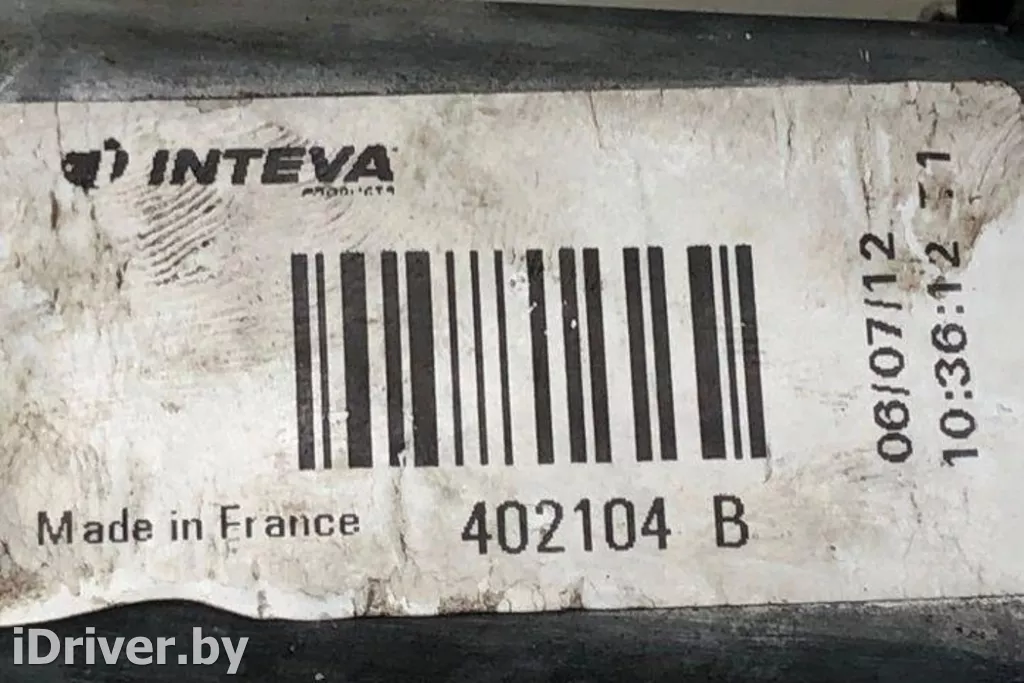 INTEVA
PRODUCTS
Made in France
402104 B
06/07/12
10:36:12
iDriver.by